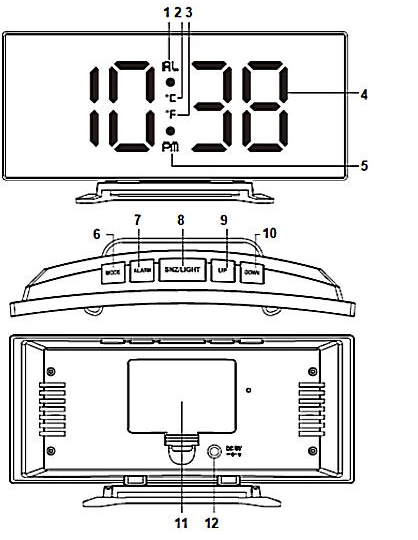 1 2 3
AL
10:38
°C
°F
4
PM
5
6 7 8 9 10
MODE ALARM SNZ/LIGHT UP DOWN
DC 5V
11 12